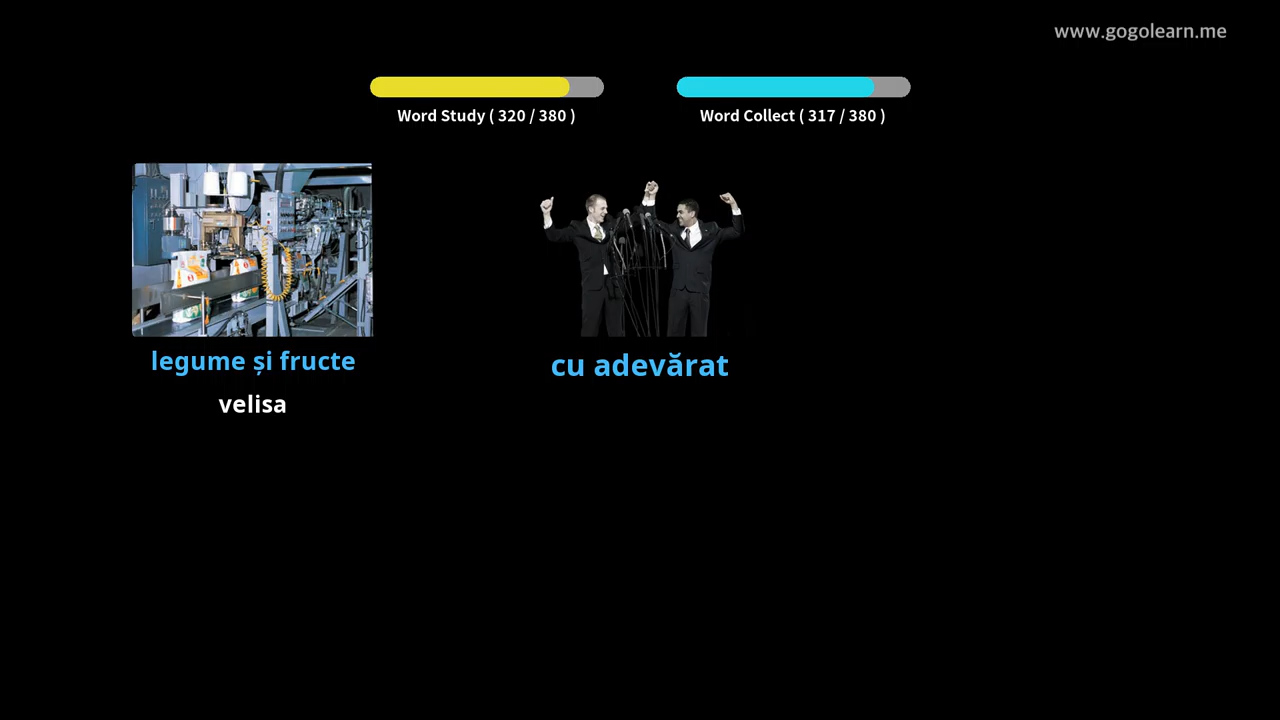 www.gogolearn.me
Word Study ( 320 / 380 )
Word Collect ( 317 / 380 )
legume și fructe
velisa
cu adevărat